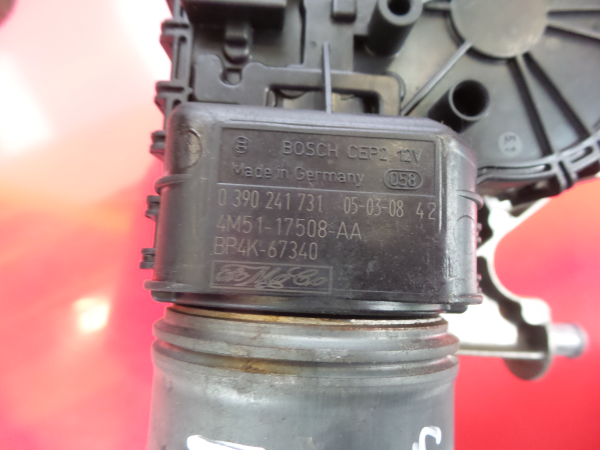 BOSCH CEP2 12V
Made in Germany 058
0 390 241 731 05-03-08 42
4M51-17508-AA
BP4K-67340
FoMoCo